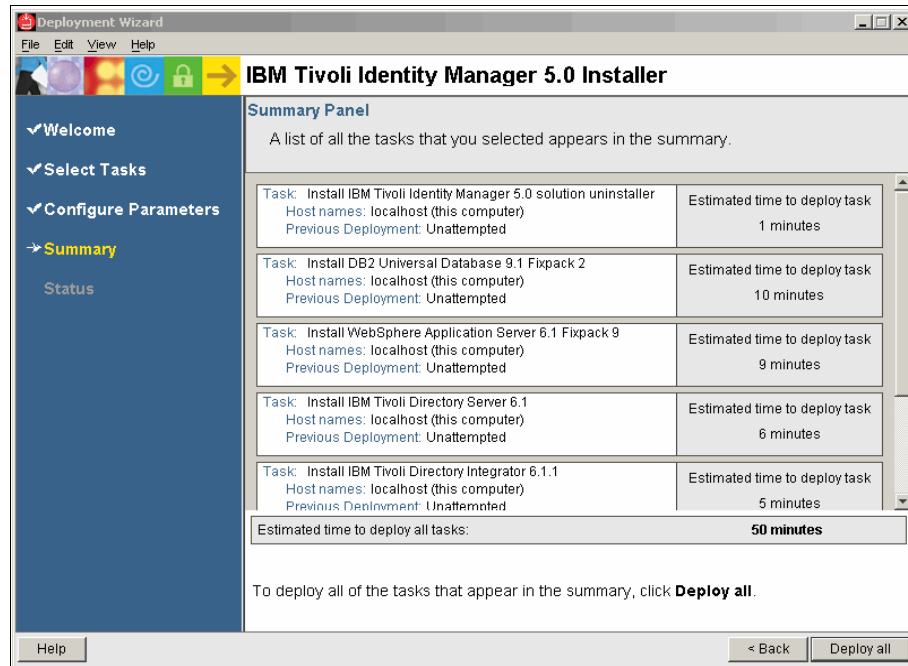 Deployment Wizard
File Edit View Help
IBM Tivoli Identity Manager 5.0 Installer
Welcome
Select Tasks
Configure Parameters
Summary
Status
Summary Panel
A list of all the tasks that you selected appears in the summary.
Task: Install IBM Tivoli Identity Manager 5.0 solution uninstaller
Host names: localhost (this computer)
Previous Deployment: Unattempted
Estimated time to deploy task
1 minutes
Task: Install DB2 Universal Database 9.1 Fixpack 2
Host names: localhost (this computer)
Previous Deployment: Unattempted
Estimated time to deploy task
10 minutes
Task: Install WebSphere Application Server 6.1 Fixpack 9
Host names: localhost (this computer)
Previous Deployment: Unattempted
Estimated time to deploy task
9 minutes
Task: Install IBM Tivoli Directory Server 6.1
Host names: localhost (this computer)
Previous Deployment: Unattempted
Estimated time to deploy task
6 minutes
Task: Install IBM Tivoli Directory Integrator 6.1.1
Host names: localhost (this computer)
Previous Deployment: Unattempted
Estimated time to deploy task
5 minutes
Estimated time to deploy all tasks: 50 minutes
To deploy all of the tasks that appear in the summary, click Deploy all.
Help
< Back
Deploy all